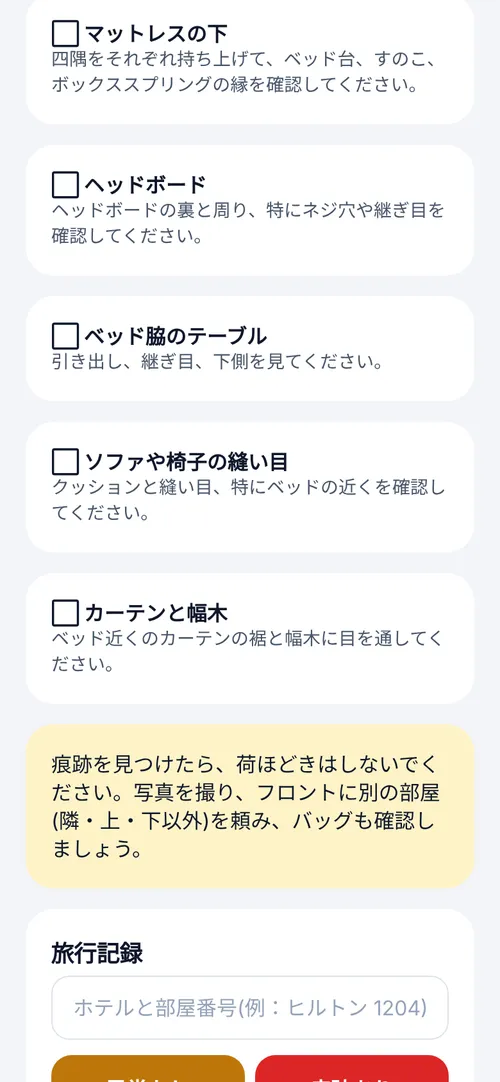 マットレスの下
四隅をそれぞれ持ち上げて、ベッド台、すのこ、
ボックススプリングの縁を確認してください。
ヘッドボード
ヘッドボードの裏と周り、特にネジ穴や継ぎ目を
確認してください。
ベッド脇のテーブル
引き出し、継ぎ目、下側を見てください。
ソファや椅子の縫い目
クッションと縫い目、特にベッドの近くを確認し
てください。
カーテンと幅木
ベッド近くのカーテンの裾と幅木に目を通してく
ださい。
痕跡を見つけたら、荷ほどきはしないでく
ださい。写真を撮り、フロントに別の部屋
(隣・上・下以外)を頼み、バッグも確認し
ましょう。
旅行記録
ホテルと部屋番号(例：ヒルトン 1204)